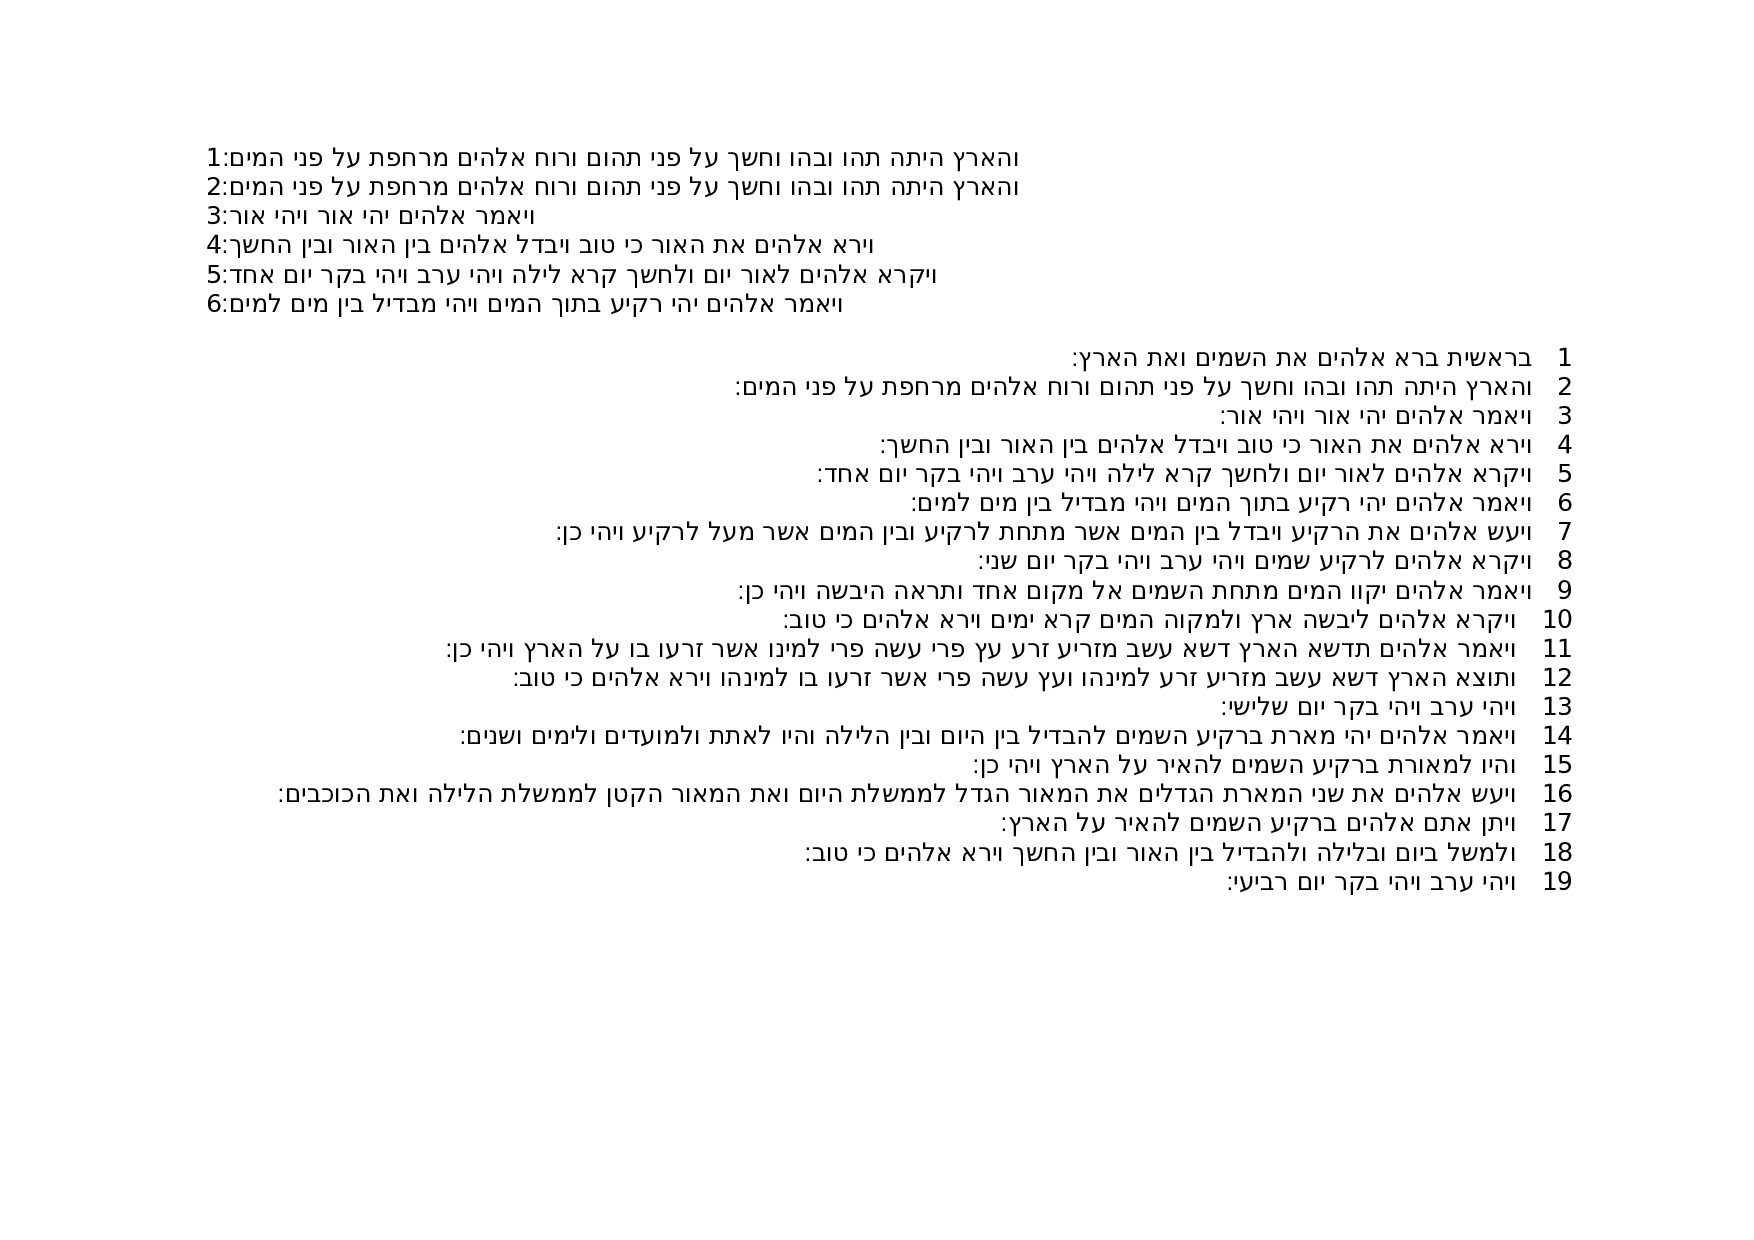 1:והארץ היתה תהו ובהו וחשך על פני תהום ורוח אלהים מרחפת על פני המים
2:והארץ היתה תהו ובהו וחשך על פני תהום ורוח אלהים מרחפת על פני המים
3:ויאמר אלהים יהי אור ויהי אור
4:וירא אלהים את האור כי טוב ויבדל אלהים בין האור ובין החשך
5:ויקרא אלהים לאור יום ולחשך קרא לילה ויהי ערב ויהי בקר יום אחד
6:ויאמר אלהים יהי רקיע בתוך המים ויהי מבדיל בין מים למים
1 בראשית ברא אלהים את השמים ואת הארץ:
2 והארץ היתה תהו ובהו וחשך על פני תהום ורוח אלהים מרחפת על פני המים:
3 ויאמר אלהים יהי אור ויהי אור:
4 וירא אלהים את האור כי טוב ויבדל אלהים בין האור ובין החשך:
5 ויקרא אלהים לאור יום ולחשך קרא לילה ויהי ערב ויהי בקר יום אחד:
6 ויאמר אלהים יהי רקיע בתוך המים ויהי מבדיל בין מים למים:
7 ויעש אלהים את הרקיע ויבדל בין המים אשר מתחת לרקיע ובין המים אשר מעל לרקיע ויהי כן:
8 ויקרא אלהים לרקיע שמים ויהי ערב ויהי בקר יום שני:
9 ויאמר אלהים יקוו המים מתחת השמים אל מקום אחד ותראה היבשה ויהי כן:
10 ויקרא אלהים ליבשה ארץ ולמקוה המים קרא ימים וירא אלהים כי טוב:
11 ויאמר אלהים תדשא הארץ דשא עשב מזריע זרע עץ פרי עשה פרי למינו אשר זרעו בו על הארץ ויהי כן:
12 ותוצא הארץ דשא עשב מזריע זרע למינהו ועץ עשה פרי אשר זרעו בו למינהו וירא אלהים כי טוב:
13 ויהי ערב ויהי בקר יום שלישי:
14 ויאמר אלהים יהי מארת ברקיע השמים להבדיל בין היום ובין הלילה והיו לאתת ולמועדים ולימים ושנים:
15 והיו למאורת ברקיע השמים להאיר על הארץ ויהי כן:
16 ויעש אלהים את שני המארת הגדלים את המאור הגדל לממשלת היום ואת המאור הקטן לממשלת הלילה ואת הכוכבים:
17 ויתן אתם אלהים ברקיע השמים להאיר על הארץ:
18 ולמשל ביום ובלילה ולהבדיל בין האור ובין החשך וירא אלהים כי טוב:
19 ויהי ערב ויהי בקר יום רביעי: